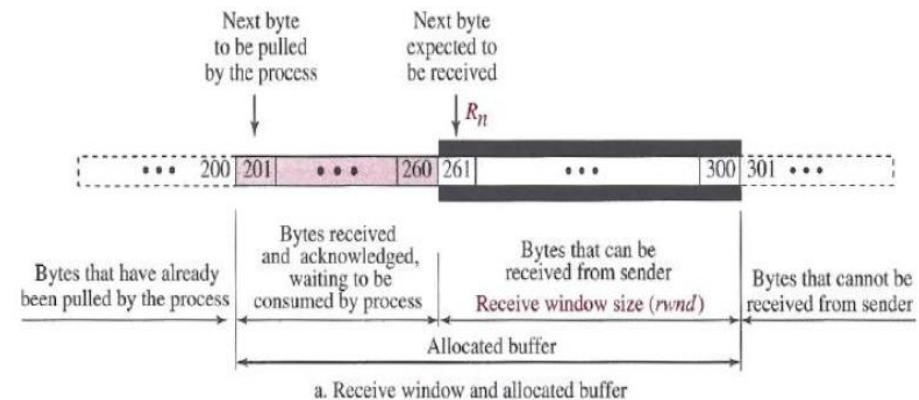 Next byte
to be pulled
by the process
Next byte
expected to
be received
Rn
••• 200 201 ••• 260 261 ••• 300 301 •••
Bytes that have already
been pulled by the process
Bytes received
and acknowledged,
waiting to be
consumed by process
Bytes that can be
received from sender
Receive window size (rwnd)
Bytes that cannot be
received from sender
Allocated buffer
a. Receive window and allocated buffer